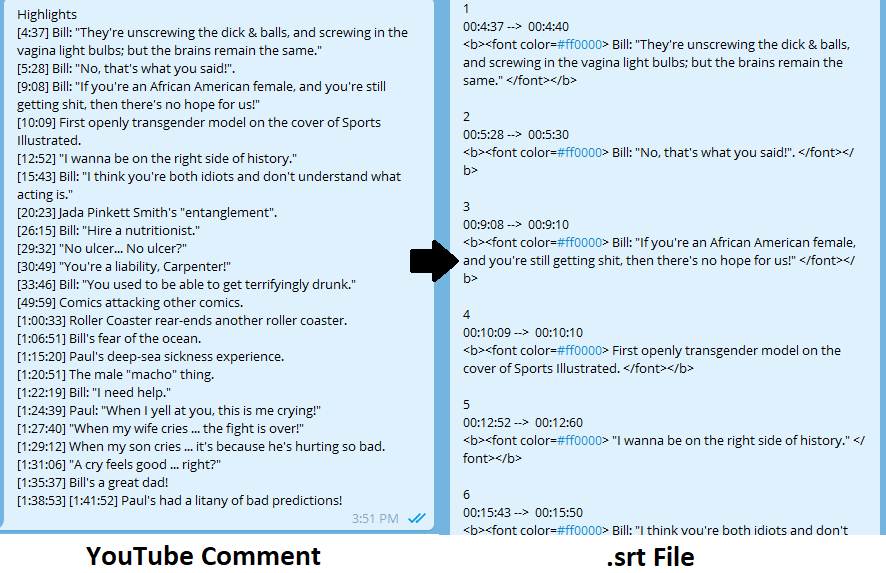 Highlights
[4:37] Bill: "They're unscrewing the dick & balls, and screwing in the
vagina light bulbs; but the brains remain the same."
[5:28] Bill: "No, that's what you said!".
[9:08] Bill: "If you're an African American female, and you're still
getting shit, then there's no hope for us!"
[10:09] First openly transgender model on the cover of Sports
Illustrated.
[12:52] "I wanna be on the right side of history."
[15:43] Bill: "I think you're both idiots and don't understand what
acting is."
[20:23] Jada Pinkett Smith's "entanglement".
[26:15] Bill: "Hire a nutritionist."
[29:32] "No ulcer... No ulcer?"
[30:49] "You're a liability, Carpenter!"
[33:46] Bill: "You used to be able to get terrifyingly drunk."
[49:59] Comics attacking other comics.
[1:00:33] Roller Coaster rear-ends another roller coaster.
[1:06:51] Bill's fear of the ocean.
[1:15:20] Paul's deep-sea sickness experience.
[1:20:51] The male "macho" thing.
[1:22:19] Bill: "I need help."
[1:24:39] Paul: "When I yell at you, this is me crying!"
[1:27:40] "When my wife cries ... the fight is over!"
[1:29:12] When my son cries ... it's because he's hurting so bad.
[1:31:06] "A cry feels good ... right?"
[1:35:37] Bill's a great dad!
[1:38:53] [1:41:52] Paul's had a litany of bad predictions!
3:51 PM
YouTube Comment
1
00:4:37 --> 00:4:40
<b><font color=#ff0000> Bill: "They're unscrewing the dick & balls,
and screwing in the vagina light bulbs; but the brains remain the
same." </font></b>
2
00:5:28 --> 00:5:30
<b><font color=#ff0000> Bill: "No, that's what you said!". </font></
b>
3
00:9:08 --> 00:9:10
<b><font color=#ff0000> Bill: "If you're an African American female,
and you're still getting shit, then there's no hope for us!" </font></
b>
4
00:10:09 --> 00:10:10
<b><font color=#ff0000> First openly transgender model on the
cover of Sports Illustrated. </font></b>
5
00:12:52 --> 00:12:60
<b><font color=#ff0000> "I wanna be on the right side of history." </
font></b>
6
00:15:43 --> 00:15:50
<b><font color=#ff0000> Bill: "I think you're both idiots and don't
.srt File